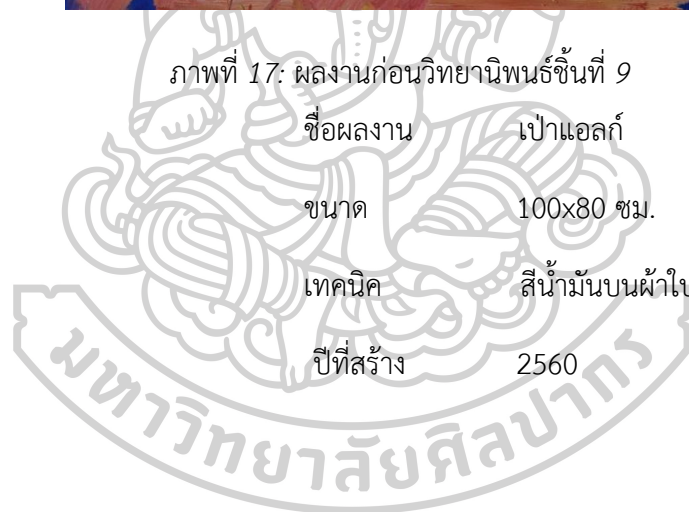 ภาพที่ 17: ผลงานก่อนวิทยานิพนธ์ชิ้นที่ 9
ชื่อผลงาน เป่าแอลก์
ขนาด 100x80 ซม.
เทคนิค สีน้ำมันบนผ้าใบ
ปีที่สร้าง 2560
มหาวิทยาลัยศิลปากร